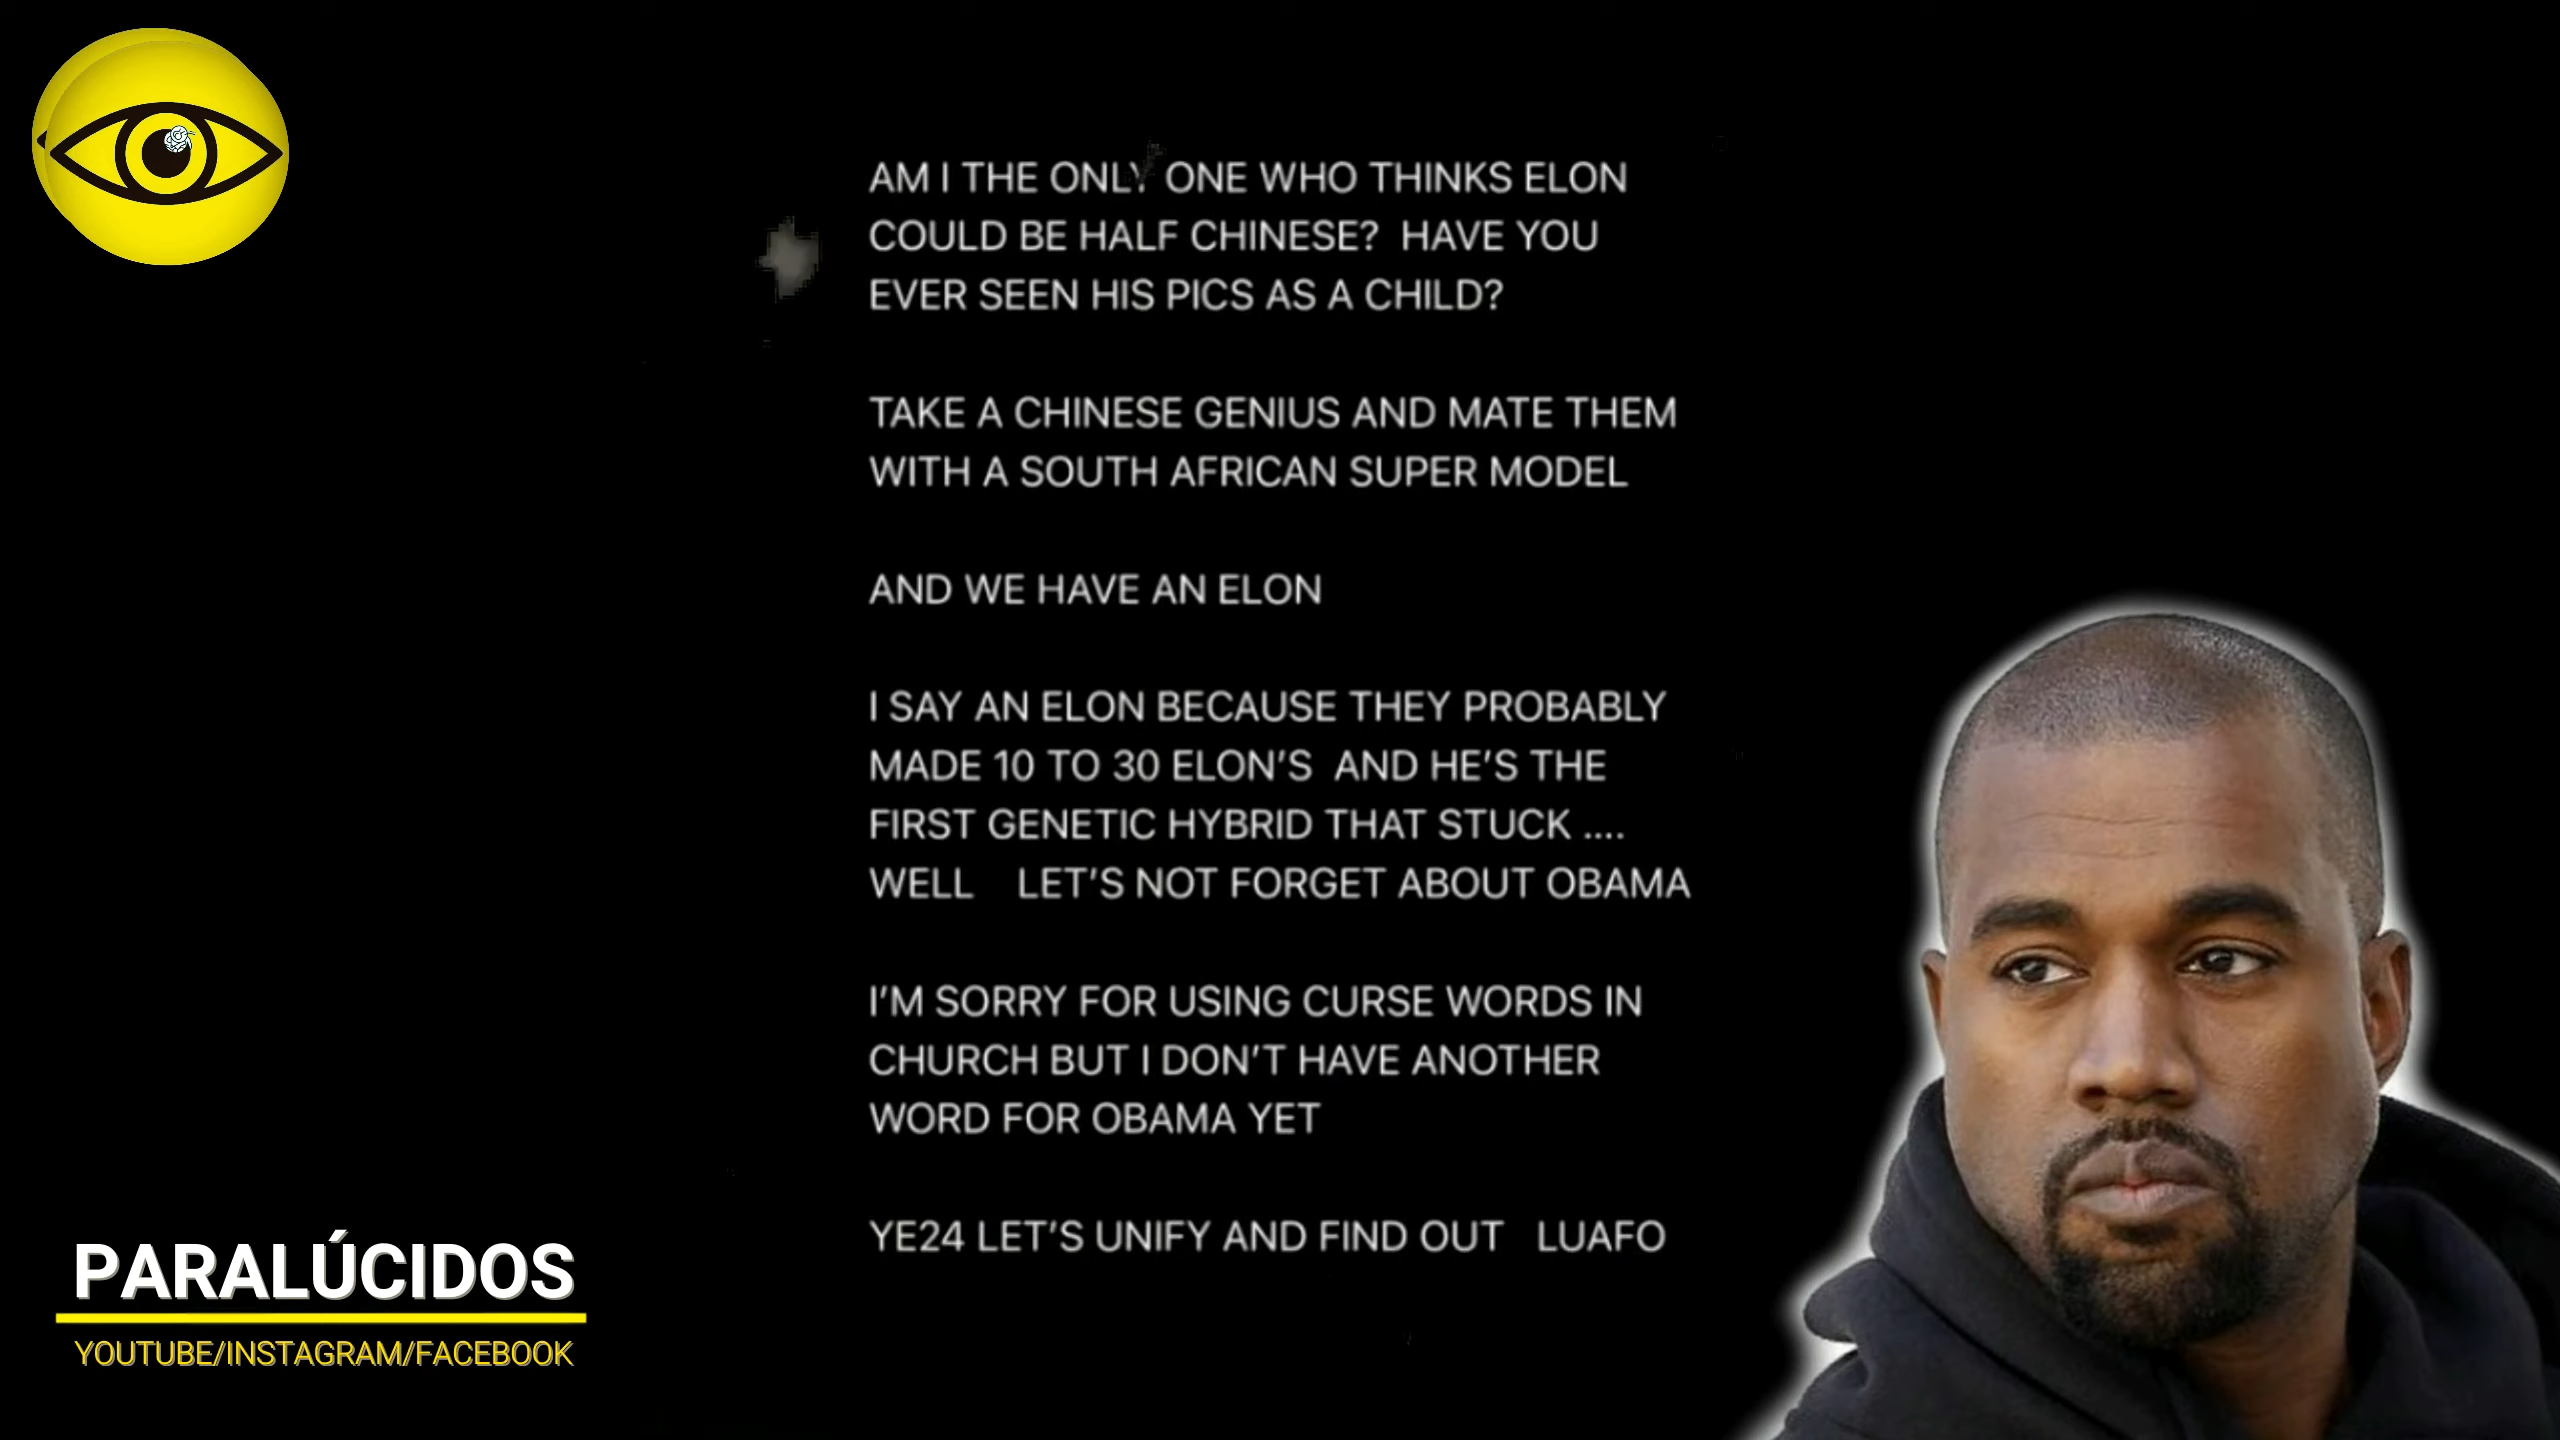 AM I THE ONLY ONE WHO THINKS ELON
COULD BE HALF CHINESE?  HAVE YOU
EVER SEEN HIS PICS AS A CHILD?
TAKE A CHINESE GENIUS AND MATE THEM
WITH A SOUTH AFRICAN SUPER MODEL
AND WE HAVE AN ELON
I SAY AN ELON BECAUSE THEY PROBABLY
MADE 10 TO 30 ELON’S  AND HE’S THE
FIRST GENETIC HYBRID THAT STUCK ....
WELL    LET’S NOT FORGET ABOUT OBAMA
I’M SORRY FOR USING CURSE WORDS IN
CHURCH BUT I DON’T HAVE ANOTHER
WORD FOR OBAMA YET
YE24 LET’S UNIFY AND FIND OUT   LUAFO
PARALÚCIDOS
YOUTUBE/INSTAGRAM/FACEBOOK